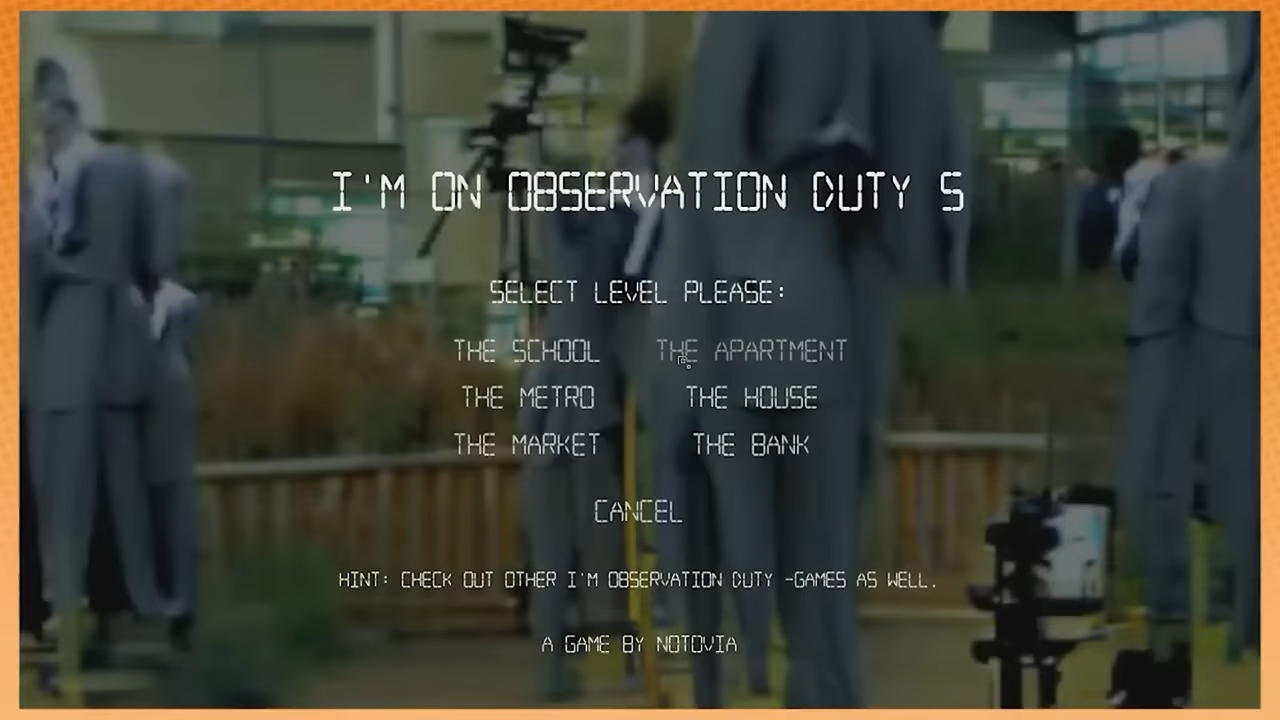 I'M ON OBSERVATION DUTY 5
SELECT LEVEL PLEASE:
THE SCHOOL THE APARTMENT
THE METRO THE HOUSE
THE MARKET THE BANK
CANCEL
HINT: CHECK OUT OTHER I'M OBSERVATION DUTY -GAMES AS WELL.
A GAME BY NOTOVIA